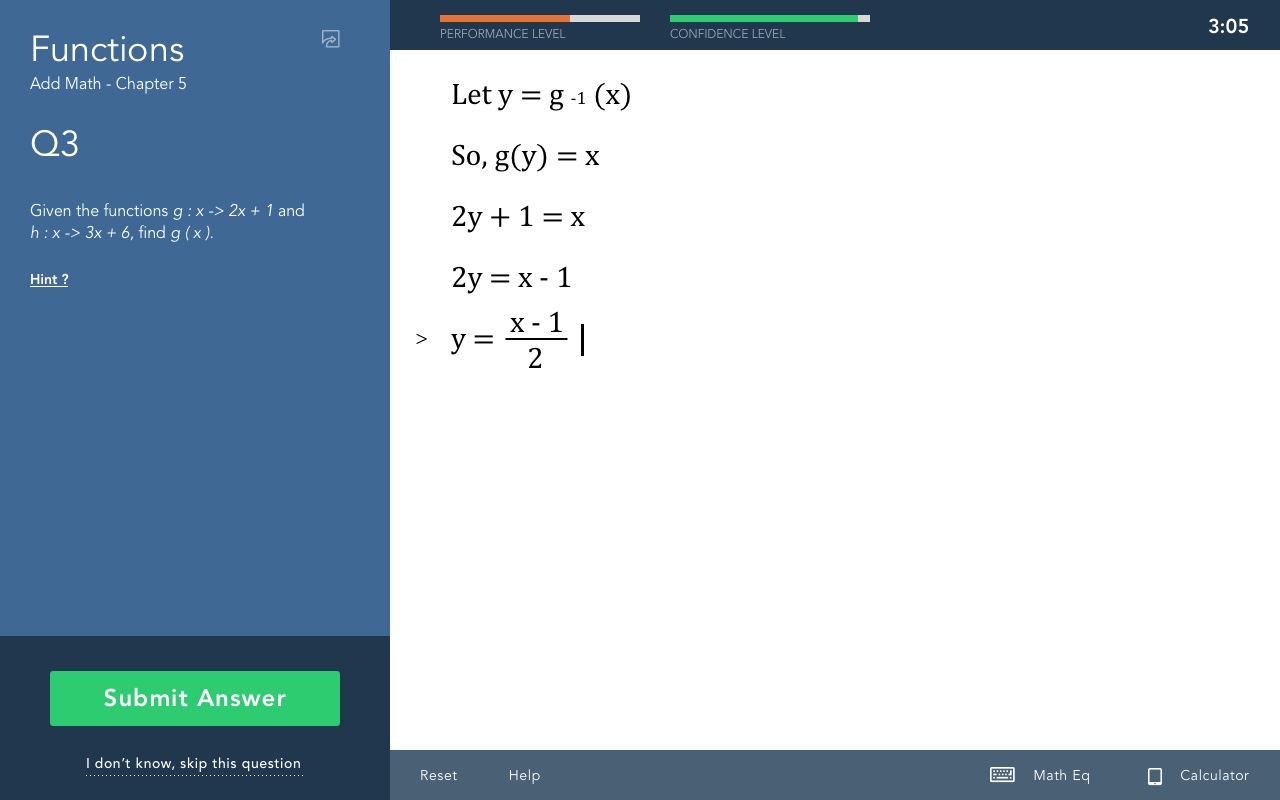 Functions
Add Math - Chapter 5
Q3
Given the functions g : x -> 2x + 1 and
h : x -> 3x + 6, find g ( x ).
Hint ?
Submit Answer
I don't know, skip this question
PERFORMANCE LEVEL
CONFIDENCE LEVEL
3:05
Let y = g -1 (x)
So, g(y) = x
2y + 1 = x
2y = x - 1
> y = x - 1
2
Reset
Help
Math Eq
Calculator